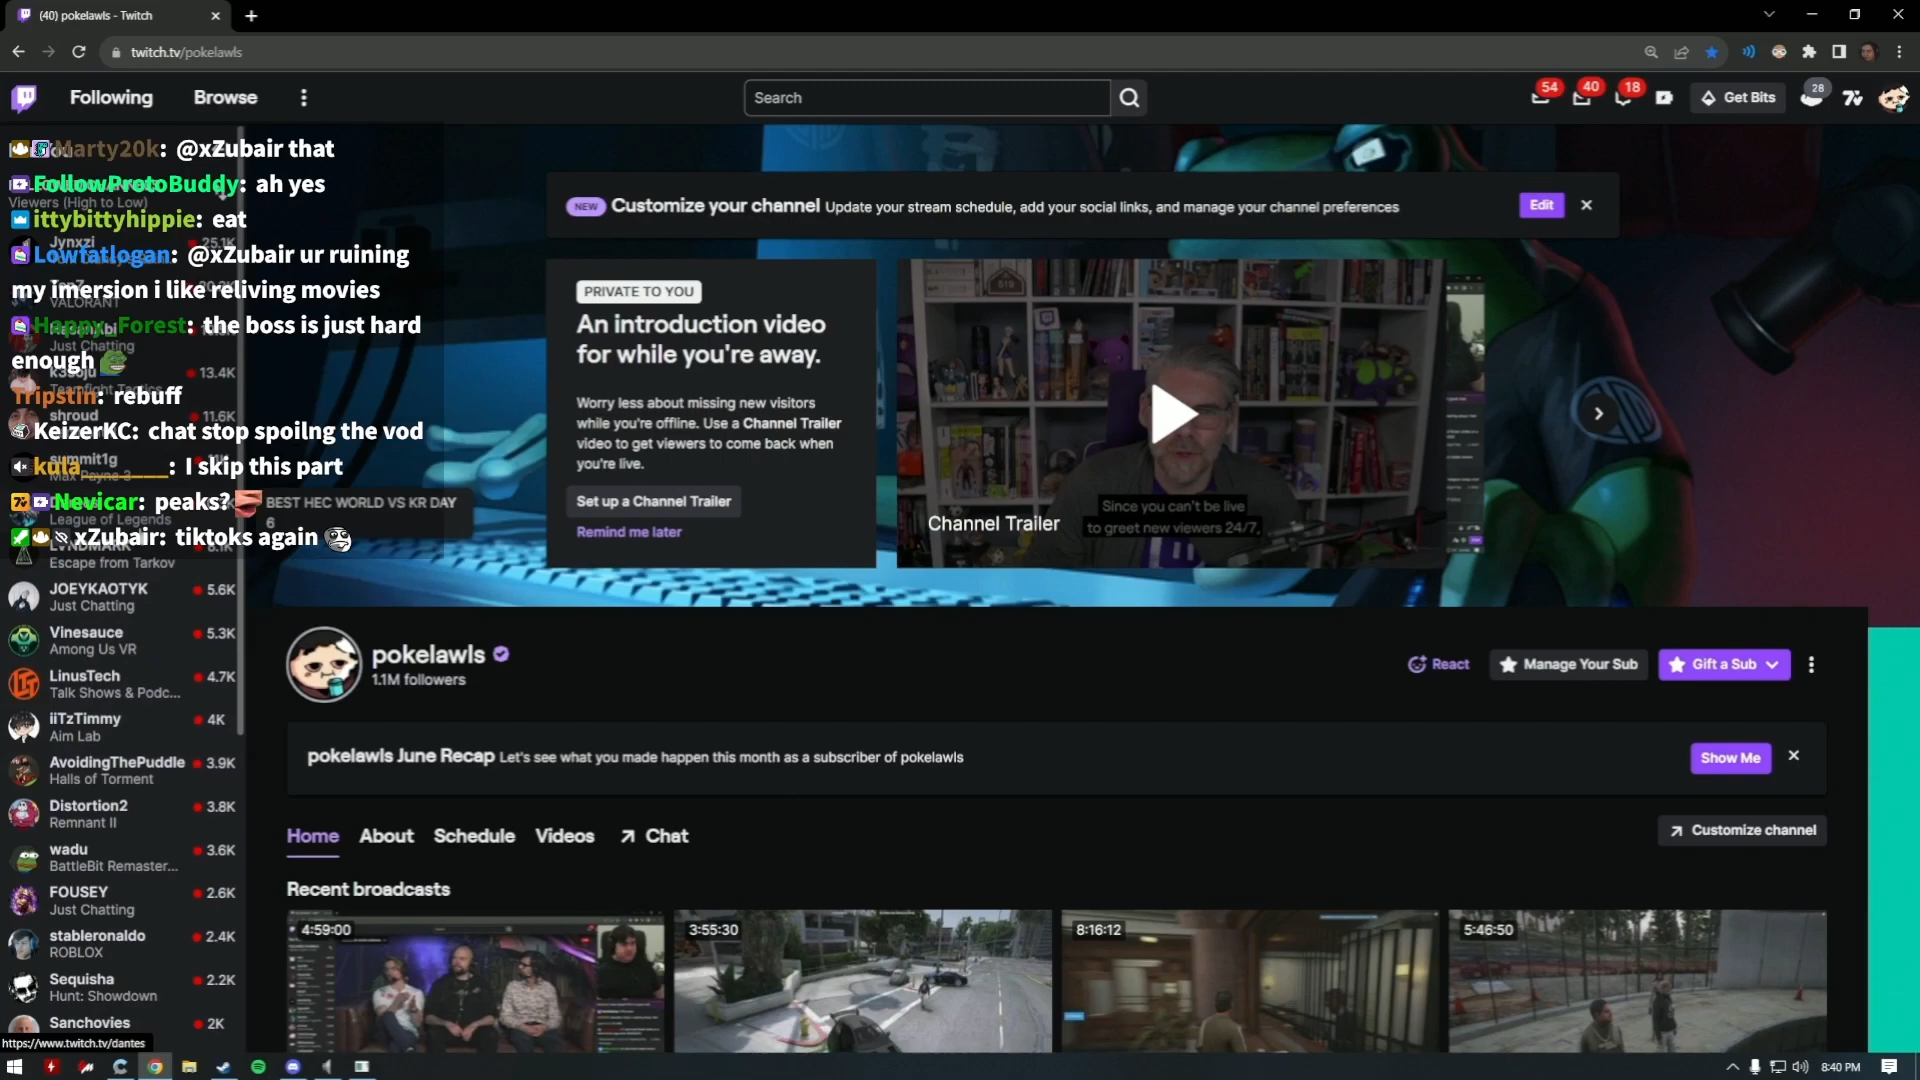 (40) pokelawls - Twitch
twitch.tv/pokelawls
Following
Browse
Search
54
40
18
Get Bits
28
Marty20k: @xZubair that
FollowProtoBuddy: ah yes
Viewers (High to Low)
ittybittyhippie: eat
Jynxzi
25.1K
Lowfatlogan: @xZubair ur ruining
my imersion i like reliving movies
VALORANT
Happy_Forest: the boss is just hard
Just Chatting
enough
13.4K
Teamfight Tactics
Tripstin: rebuff
shroud
11.6K
KeizerKC: chat stop spoilng the vod
summit1g
Max Payne 3
kula_______: I skip this part
Nevicar: peaks?
League of Legends
BEST HEC WORLD VS KR DAY
6
xZubair: tiktoks again
LVNDMARK
Escape from Tarkov
JOEYKAOTYK
5.6K
Just Chatting
Vinesauce
5.3K
Among Us VR
LinusTech
4.7K
Talk Shows & Podc...
iiTzTimmy
4K
Aim Lab
AvoidingThePuddle
3.9K
Halls of Torment
Distortion2
3.8K
Remnant II
wadu
3.6K
BattleBit Remaster...
FOUSEY
2.6K
Just Chatting
stableronaldo
2.4K
ROBLOX
Sequisha
2.2K
Hunt: Showdown
Sanchovies
2K
https://www.twitch.tv/dantes
NEW Customize your channel Update your stream schedule, add your social links, and manage your channel preferences
Edit
PRIVATE TO YOU
An introduction video
for while you're away.
Worry less about missing new visitors
while you're offline. Use a Channel Trailer
video to get viewers to come back when
you're live.
Set up a Channel Trailer
Remind me later
Channel Trailer
Since you can't be live
to greet new viewers 24/7,
pokelawls
1.1M followers
React
Manage Your Sub
Gift a Sub
pokelawls June Recap Let's see what you made happen this month as a subscriber of pokelawls
Show Me
Home
About
Schedule
Videos
Chat
Customize channel
Recent broadcasts
4:59:00
3:55:30
8:16:12
5:46:50
8:40 PM